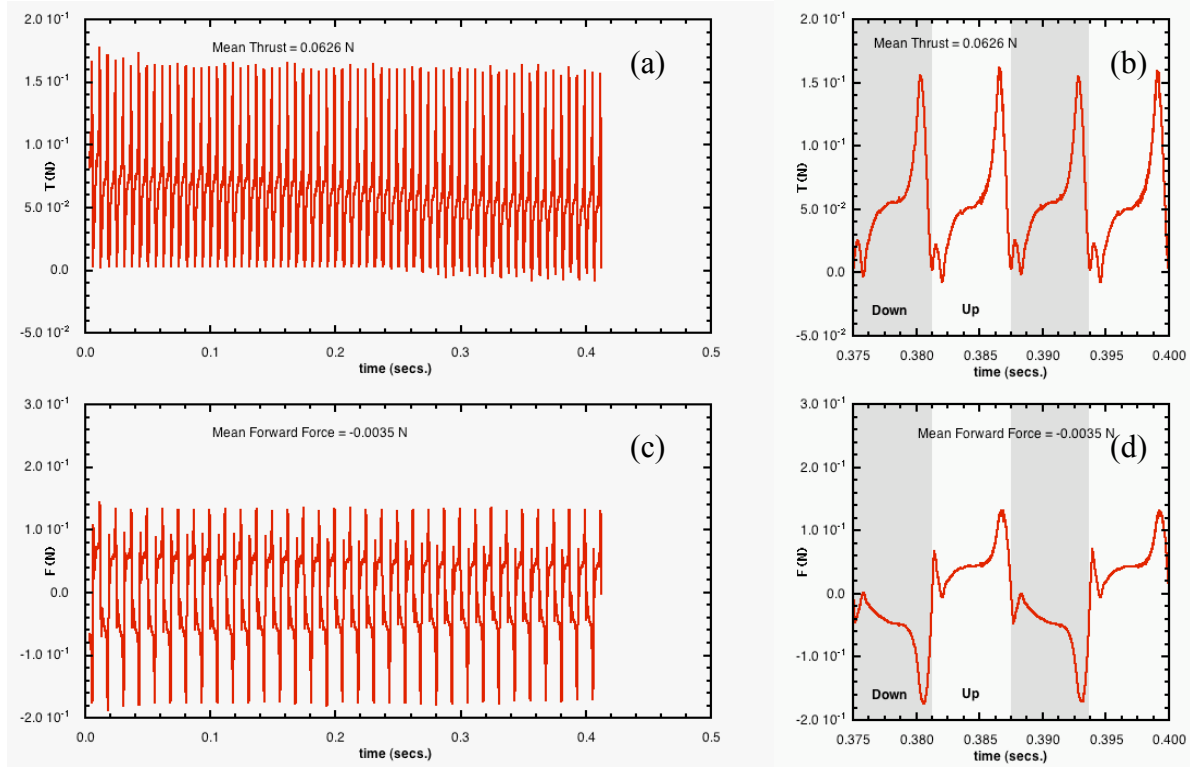 2.0 10⁻¹
1.5 10⁻¹
1.0 10⁻¹
5.0 10⁻²
0.0
-5.0 10⁻²
T(N)
Mean Thrust = 0.0626 N
(a)
0.0 0.1 0.2 0.3 0.4 0.5
time (secs.)
2.0 10⁻¹
1.5 10⁻¹
1.0 10⁻¹
5.0 10⁻²
0.0
-5.0 10⁻²
T(N)
Mean Thrust = 0.0626 N
(b)
Down Up
0.375 0.380 0.385 0.390 0.395 0.400
time (secs.)
3.0 10⁻¹
2.0 10⁻¹
1.0 10⁻¹
0.0
-1.0 10⁻¹
-2.0 10⁻¹
F(N)
Mean Forward Force = -0.0035 N
(c)
0.0 0.1 0.2 0.3 0.4 0.5
time (secs.)
3.0 10⁻¹
2.0 10⁻¹
1.0 10⁻¹
0.0
-1.0 10⁻¹
-2.0 10⁻¹
F(N)
Mean Forward Force = -0.0035 N
(d)
Down Up
0.375 0.380 0.385 0.390 0.395 0.400
time (secs.)